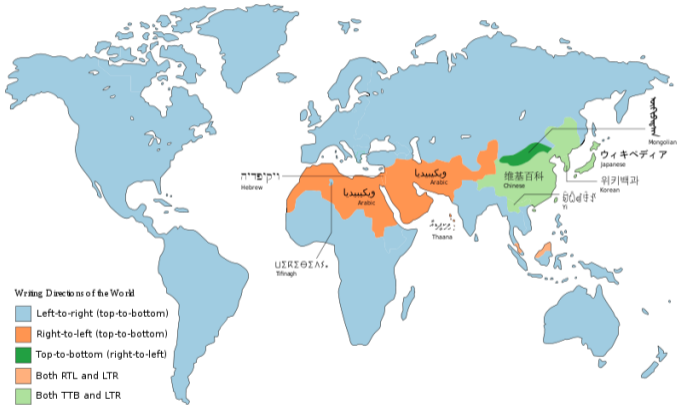 Mongolian
ウィキペディア
Japanese
위키백과
Korean
维基百科
Chinese
Yi
ויקיפדיה
Hebrew
ويكيبيديا
Arabic
ويكيبيديا
Arabic
Thaana
ⵡⵉⴽⵉⵒⴻⴷⵢⴰ
Tifinagh
Writing Directions of the World
Left-to-right (top-to-bottom)
Right-to-left (top-to-bottom)
Top-to-bottom (right-to-left)
Both RTL and LTR
Both TTB and LTR